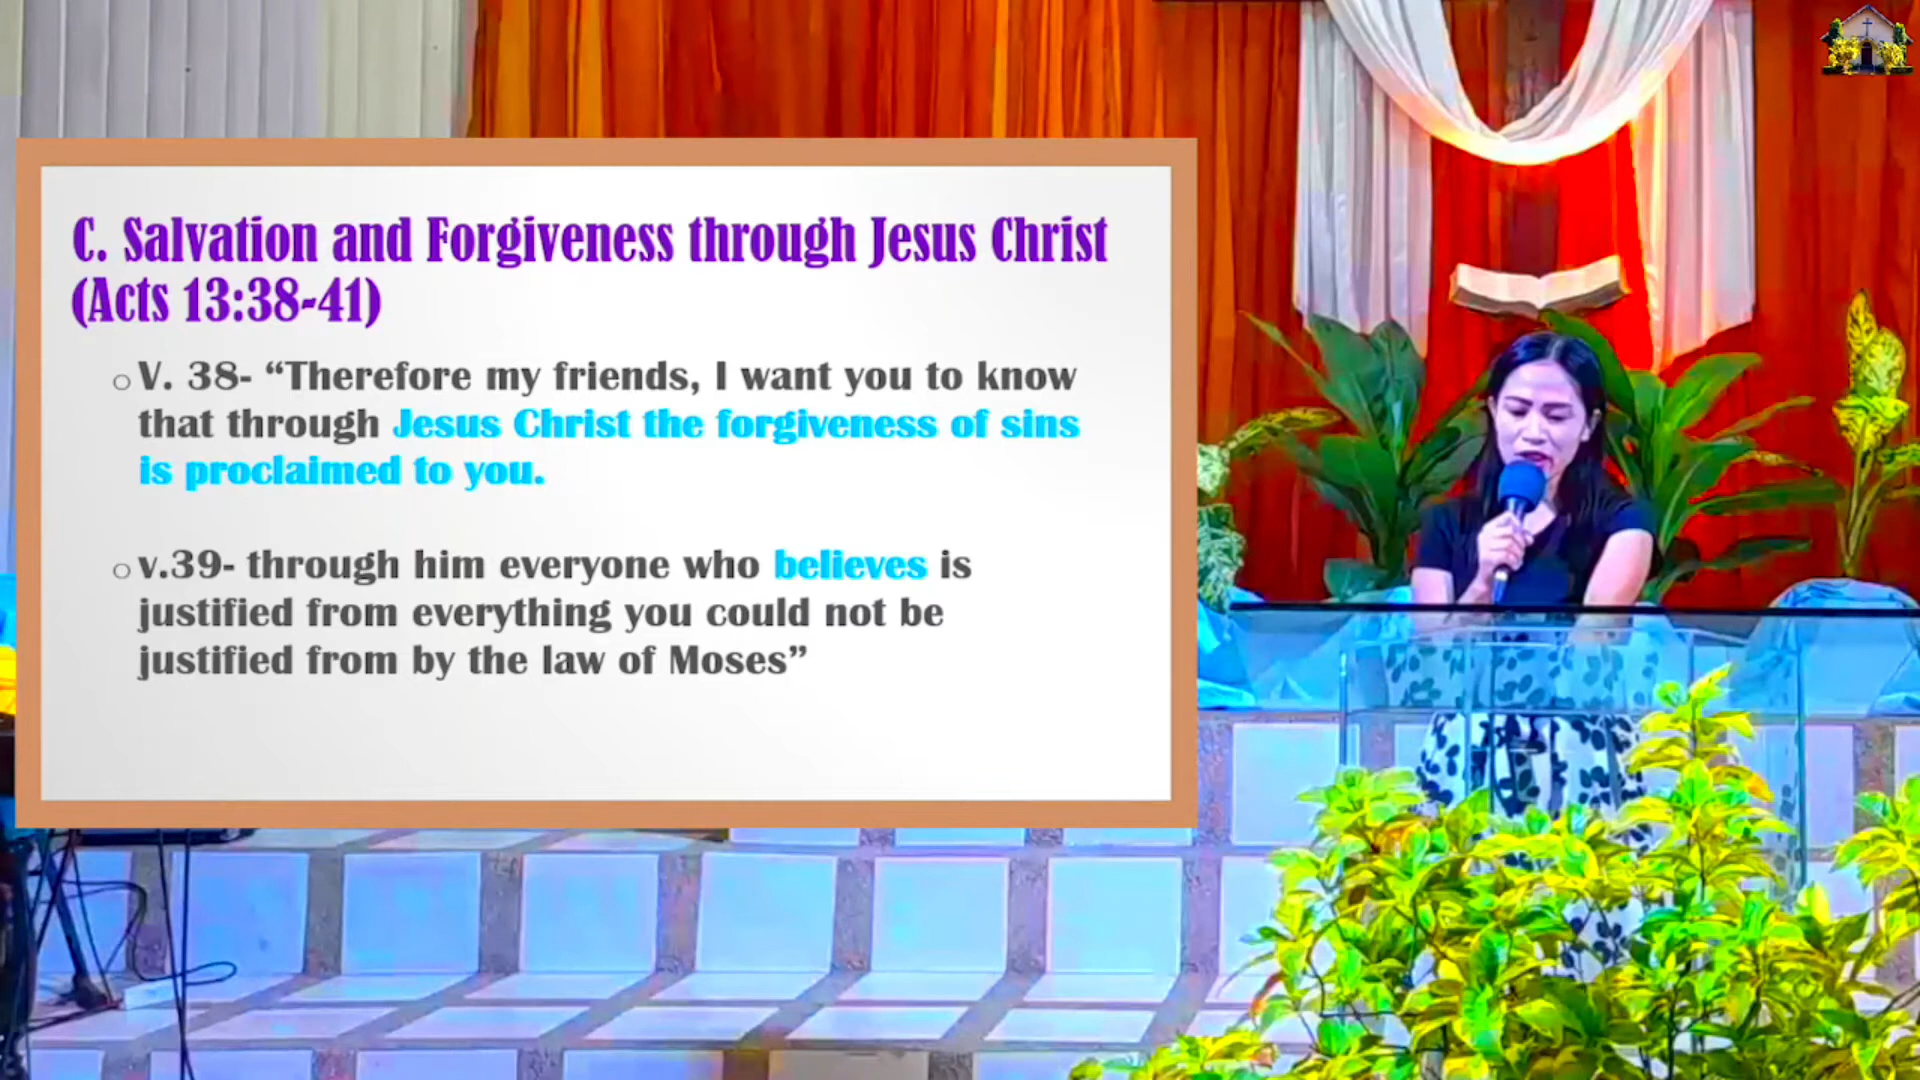 C. Salvation and Forgiveness through Jesus Christ
(Acts 13:38-41)
V. 38- “Therefore my friends, I want you to know
that through Jesus Christ the forgiveness of sins
is proclaimed to you.
v.39- through him everyone who believes is
justified from everything you could not be
justified from by the law of Moses”